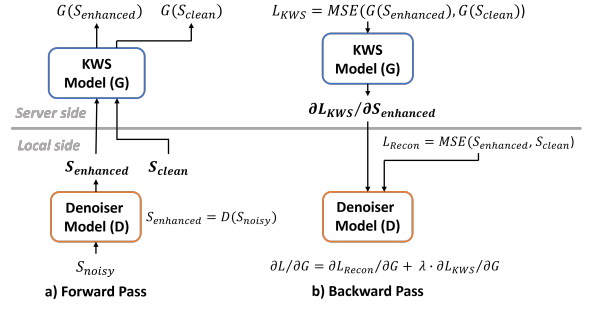 G(S_enhanced) G(S_clean)
KWS
Model (G)
Server side
Local side
S_enhanced S_clean
Denoiser
Model (D)
S_enhanced = D(S_noisy)
S_noisy
a) Forward Pass
L_KWS = MSE(G(S_enhanced), G(S_clean))
KWS
Model (G)
∂L_KWS/∂S_enhanced
L_Recon = MSE(S_enhanced, S_clean)
Denoiser
Model (D)
∂L/∂G = ∂L_Recon/∂G + λ · ∂L_KWS/∂G
b) Backward Pass